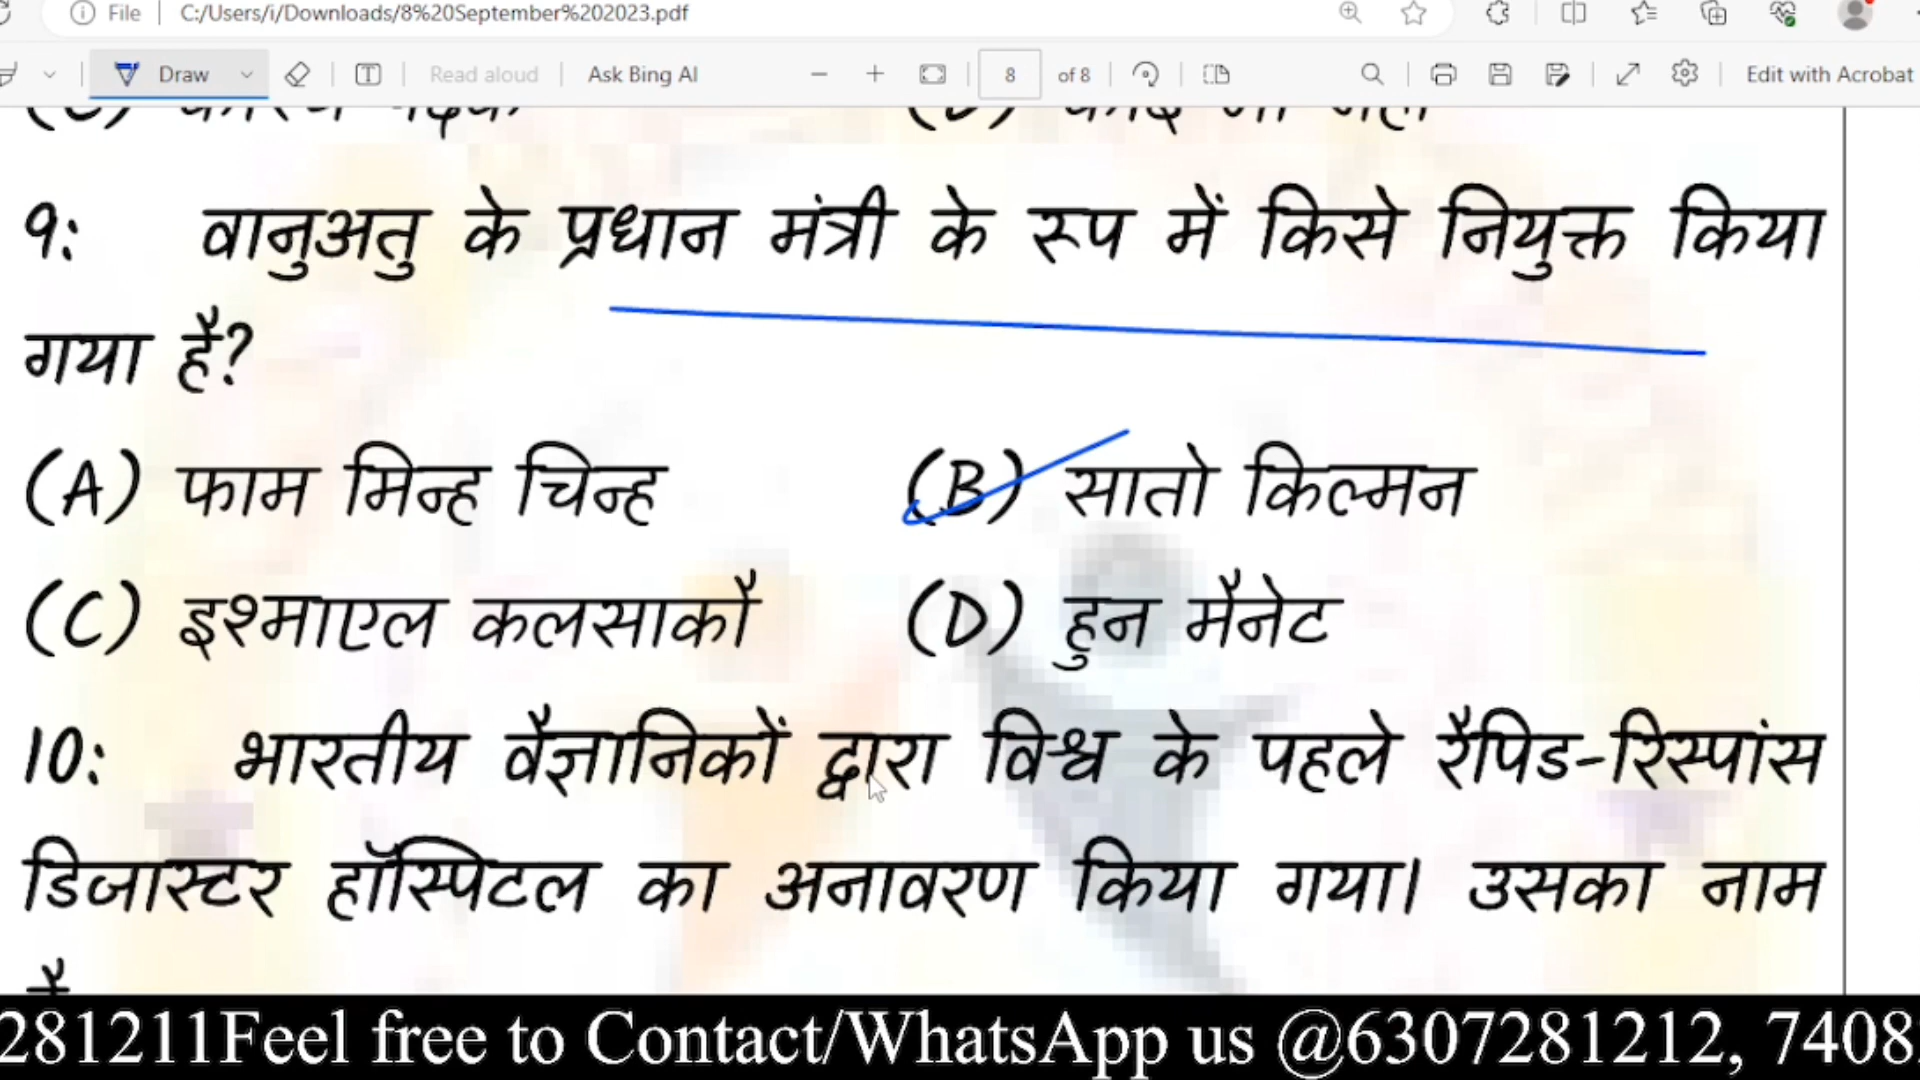 File C:/Users/i/Downloads/8%20September%202023.pdf
Draw Read aloud Ask Bing AI 8 of 8 Edit with Acrobat
9: वानुअतु के प्रधान मंत्री के रूप में किसे नियुक्त किया
गया है?
(A) फाम मिन्ह चिन्ह (B) सातो किल्मन
(C) इश्माएल कलसाकौ (D) हुन मैनेट
10: भारतीय वैज्ञानिकों द्वारा विश्व के पहले रैपिड-रिस्पांस
डिजास्टर हॉस्पिटल का अनावरण किया गया। उसका नाम
281211Feel free to Contact/WhatsApp us @6307281212, 7408